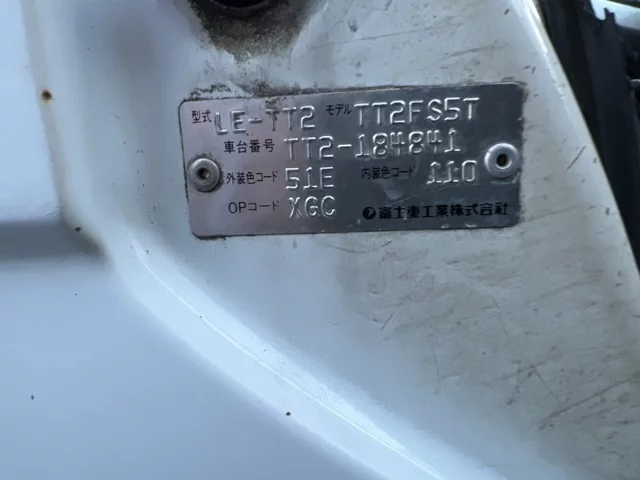 型式 LE-TT2 モデル TT2FS5T
車台番号 TT2-184841
外装色コード 51E 内装色コード 110
OPコード XGC 富士重工業株式会社